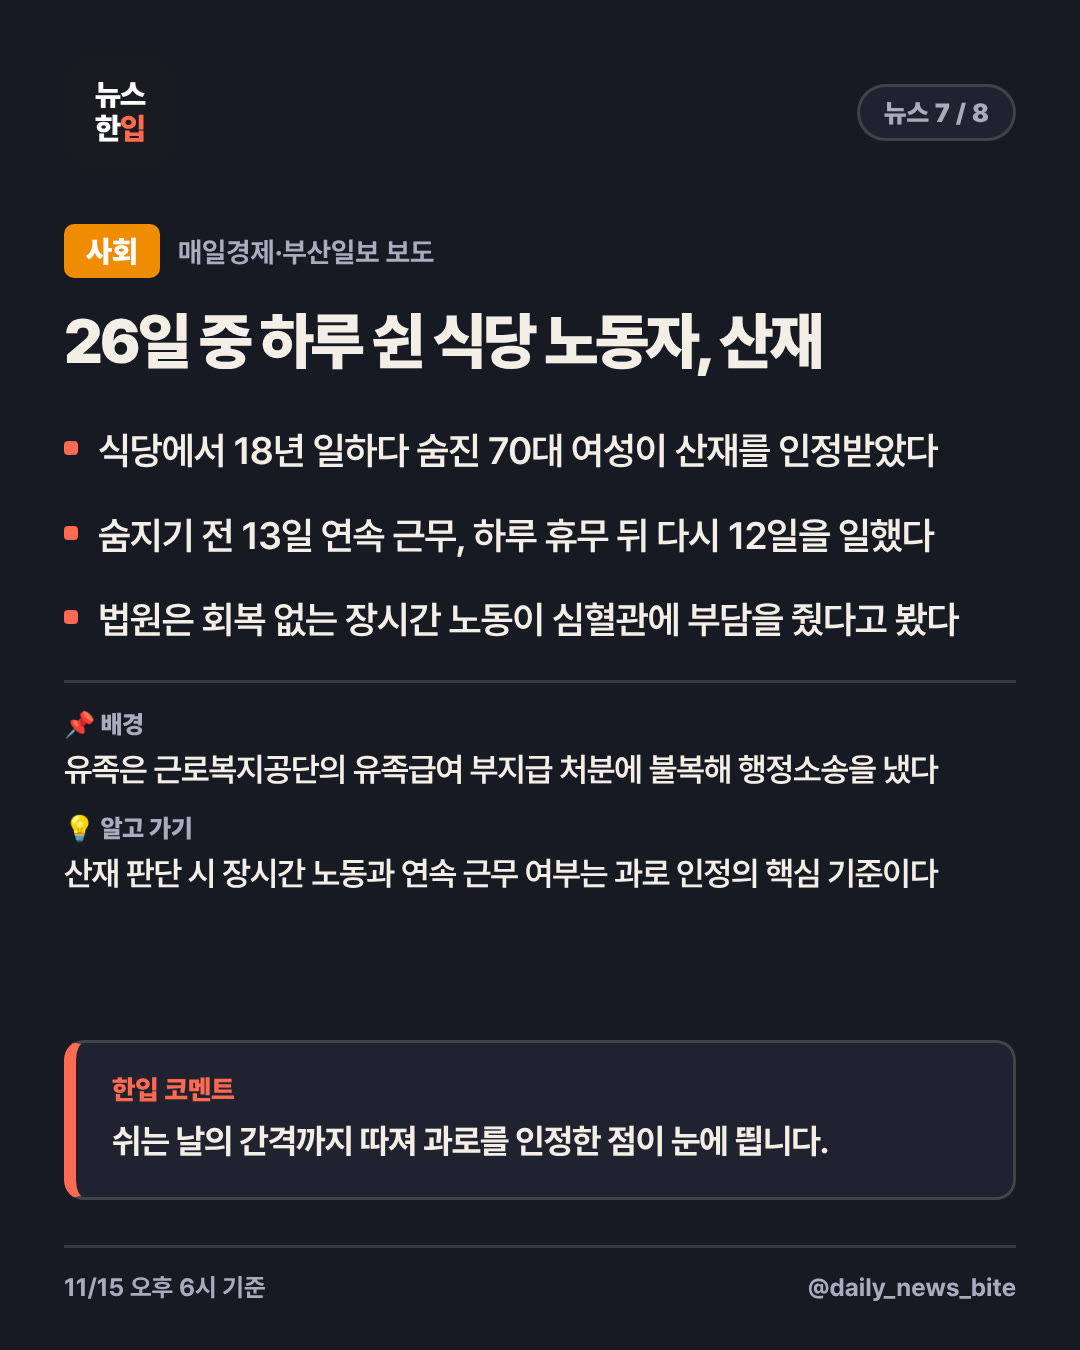 뉴스
한입
뉴스 7 / 8
사회
매일경제·부산일보 보도
26일 중 하루 쉰 식당 노동자, 산재
식당에서 18년 일하다 숨진 70대 여성이 산재를 인정받았다
숨지기 전 13일 연속 근무, 하루 휴무 뒤 다시 12일을 일했다
법원은 회복 없는 장시간 노동이 심혈관에 부담을 줬다고 봤다
📌 배경
유족은 근로복지공단의 유족급여 부지급 처분에 불복해 행정소송을 냈다
💡 알고 가기
산재 판단 시 장시간 노동과 연속 근무 여부는 과로 인정의 핵심 기준이다
한입 코멘트
쉬는 날의 간격까지 따져 과로를 인정한 점이 눈에 띕니다.
11/15 오후 6시 기준
@daily_news_bite